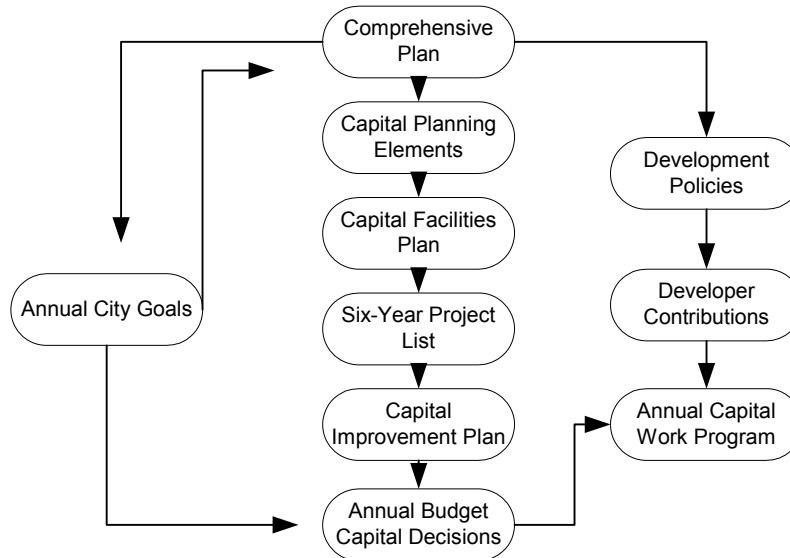 Comprehensive
Plan
Capital Planning
Elements
Development
Policies
Capital Facilities
Plan
Annual City Goals
Developer
Contributions
Six-Year Project
List
Capital
Improvement Plan
Annual Capital
Work Program
Annual Budget
Capital Decisions